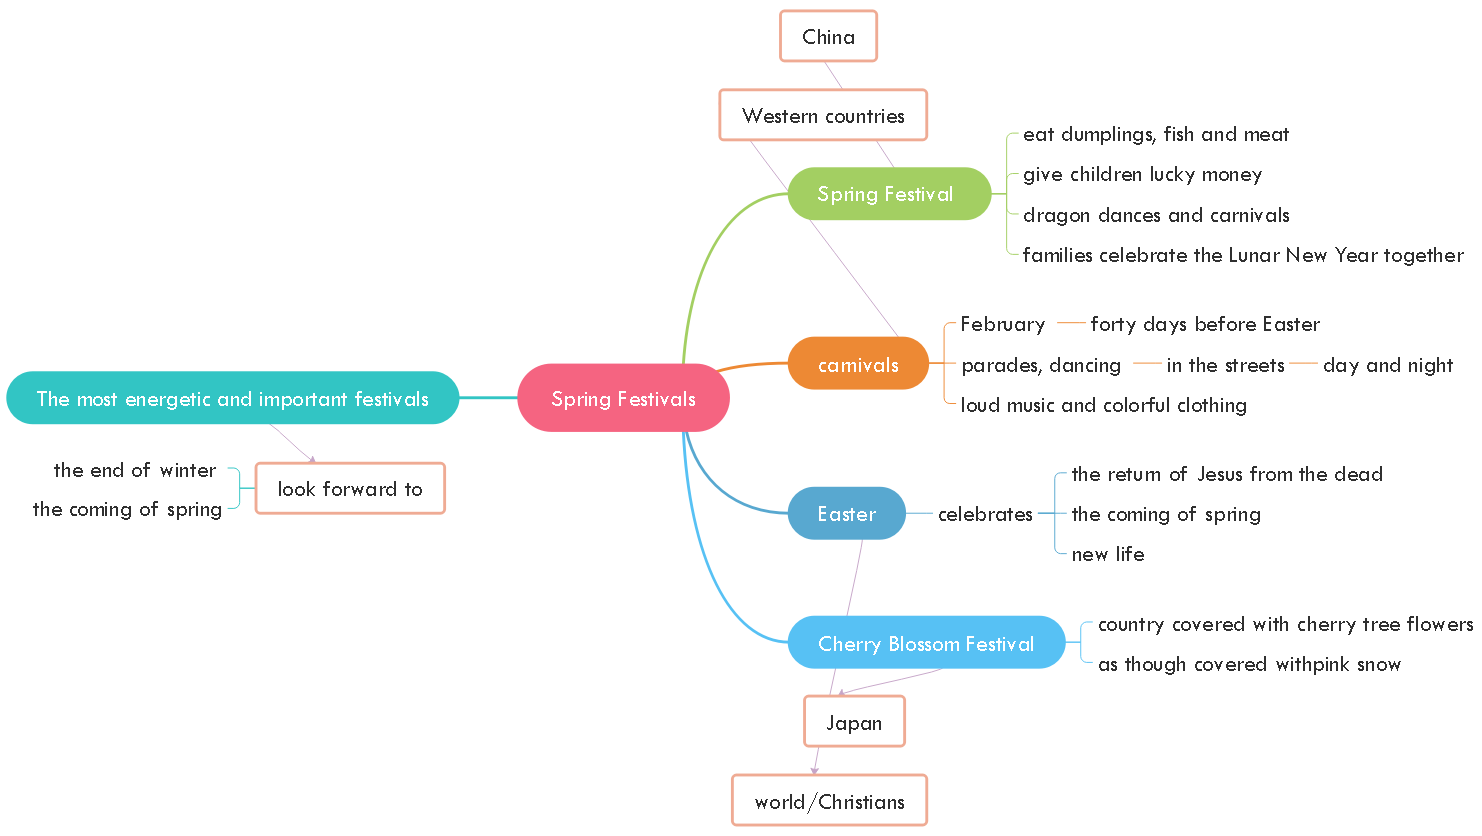 China
Western countries
Spring Festival
eat dumplings, fish and meat
give children lucky money
dragon dances and carnivals
families celebrate the Lunar New Year together
carnivals
February
forty days before Easter
parades, dancing
in the streets
day and night
loud music and colorful clothing
The most energetic and important festivals
Spring Festivals
the end of winter
the coming of spring
look forward to
Easter
celebrates
the return of Jesus from the dead
the coming of spring
new life
Cherry Blossom Festival
country covered with cherry tree flowers
as though covered withpink snow
Japan
world/Christians